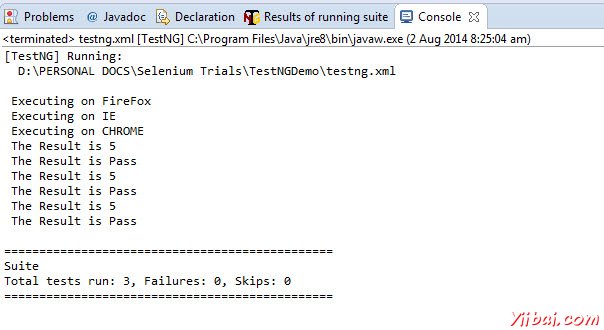 Problems @ Javadoc Declaration Results of running suite Console
<terminated> testng.xml [TestNG] C:\Program Files\Java\jre8\bin\javaw.exe (2 Aug 2014 8:25:04 am)
[TestNG] Running:
D:\PERSONAL DOCS\Selenium Trials\TestNGDemo\testng.xml
Executing on FireFox
Executing on IE
Executing on CHROME
The Result is 5
The Result is Pass
The Result is 5
The Result is Pass
The Result is 5
The Result is Pass
===============================================
Suite
Total tests run: 3, Failures: 0, Skips: 0
===============================================
Yiibai.com